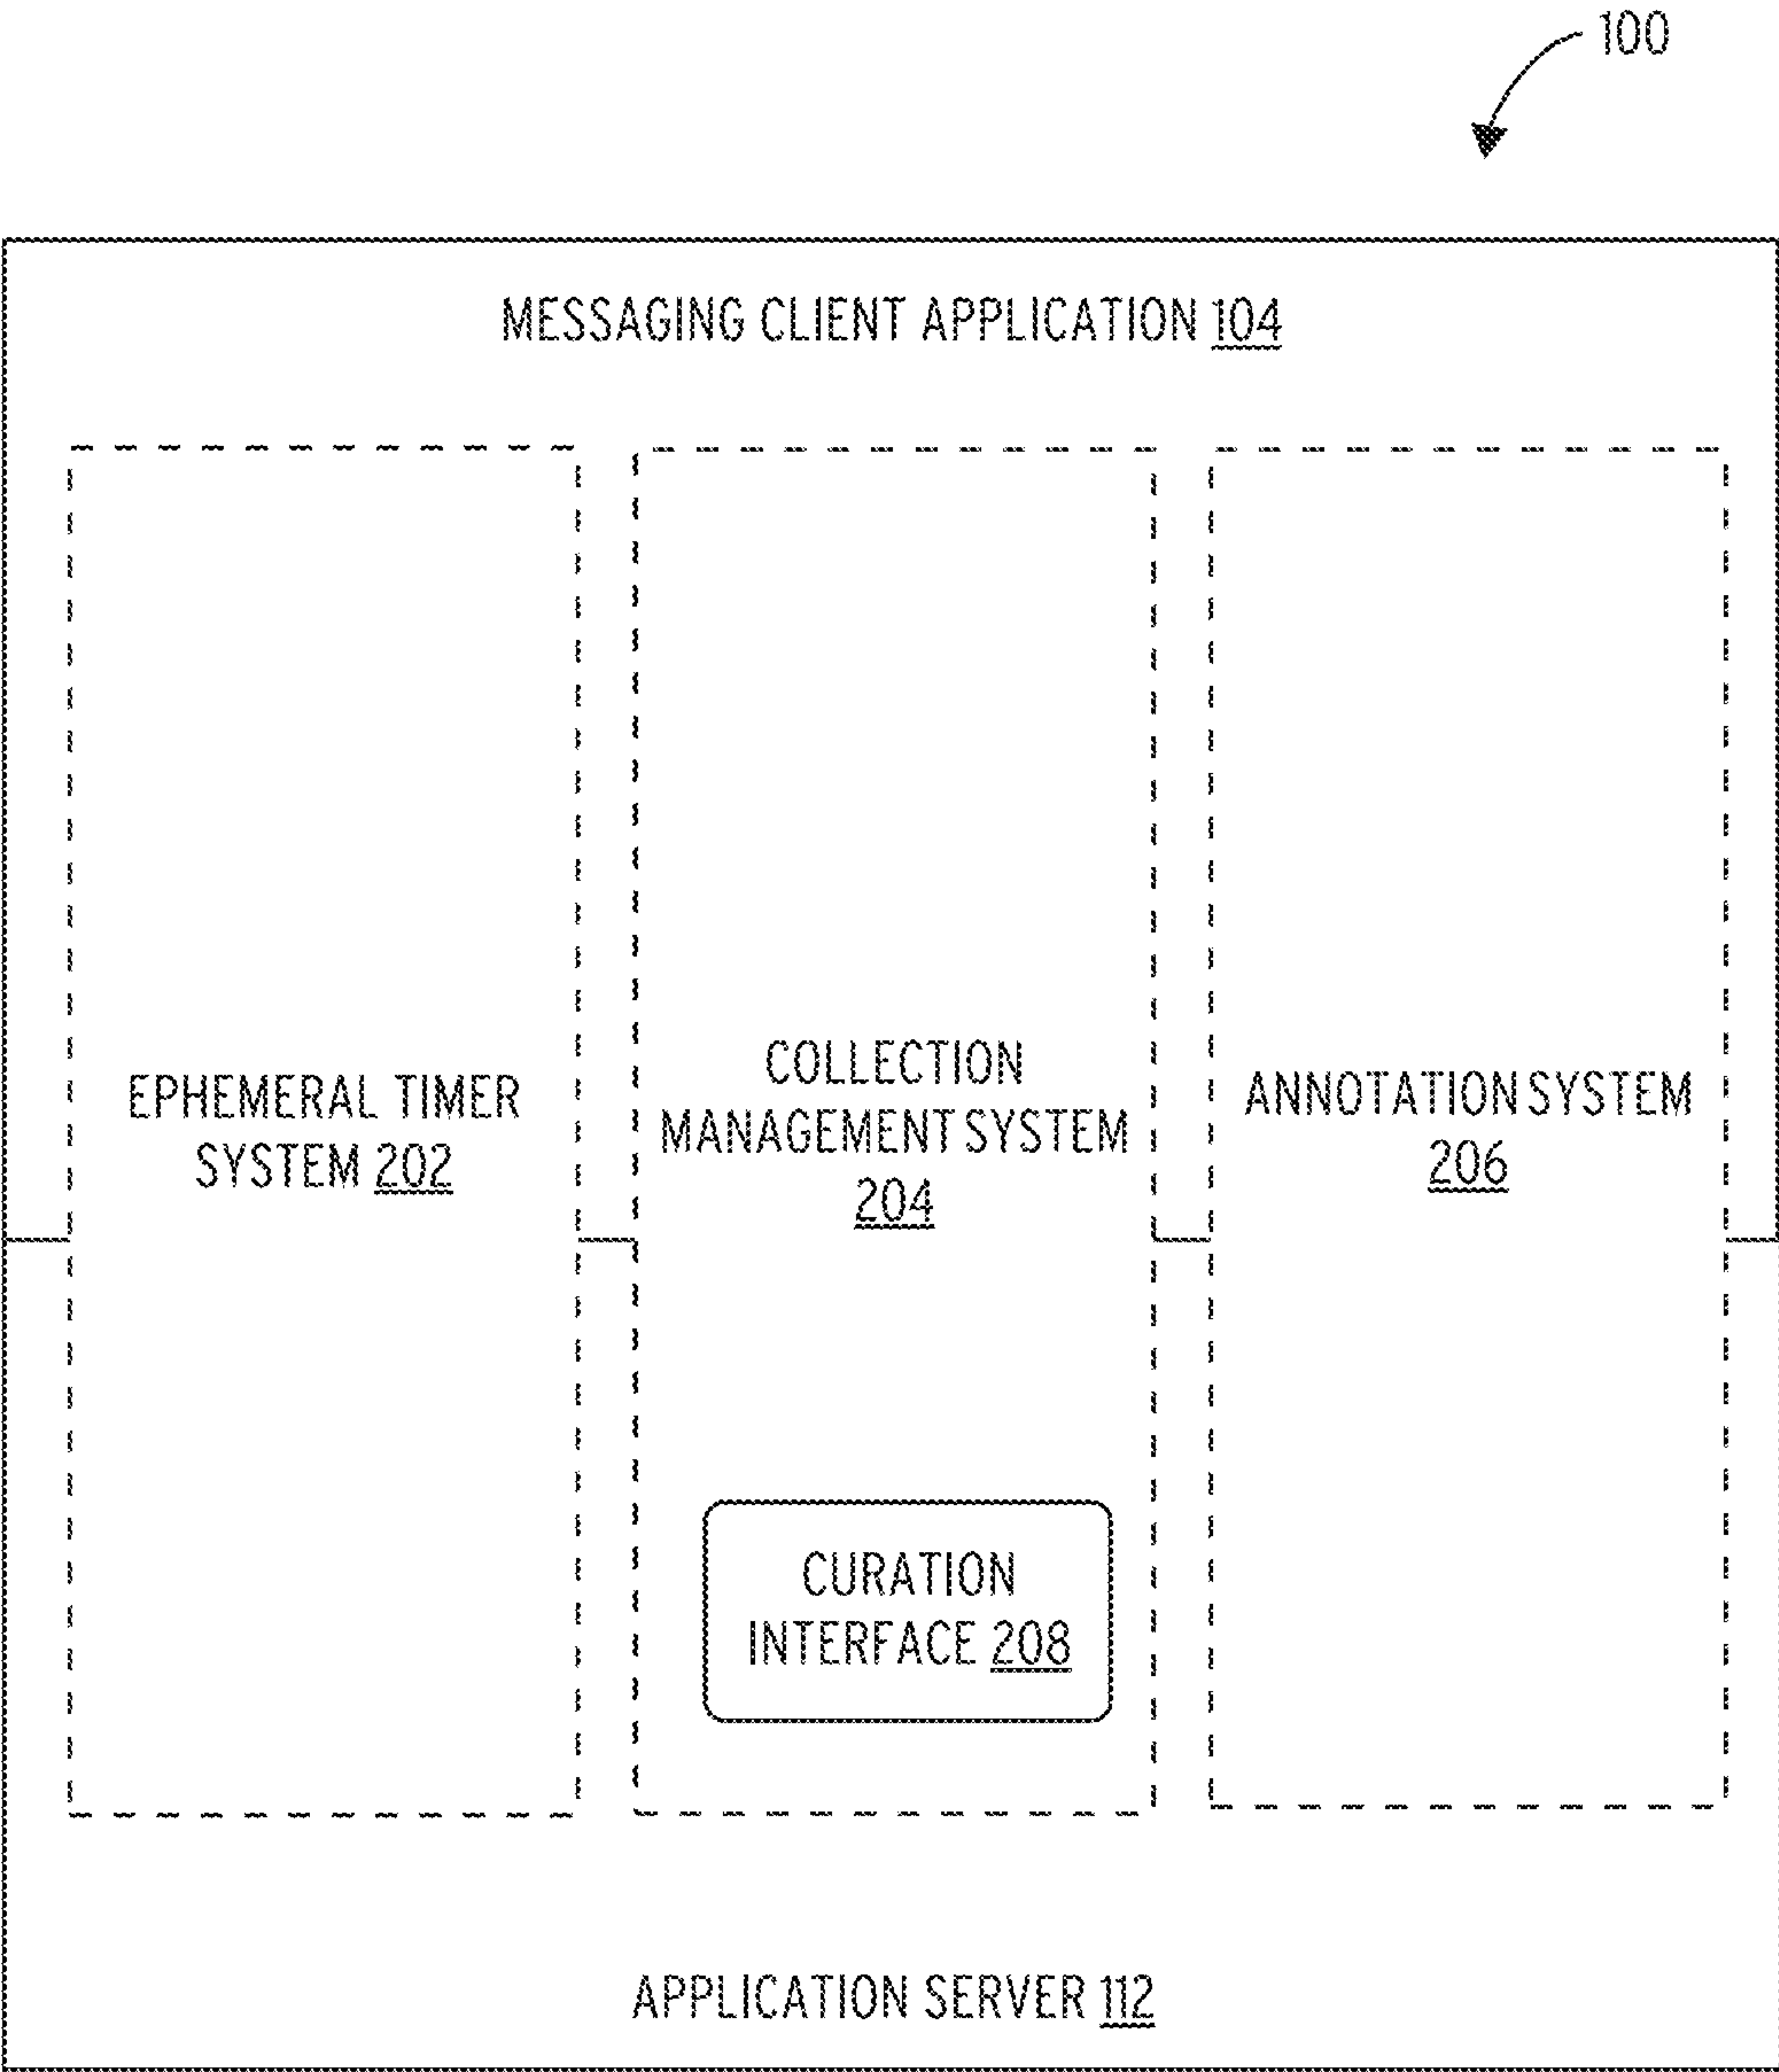 100
MESSAGING CLIENT APPLICATION 104
EPHEMERAL TIMER
SYSTEM 202
COLLECTION
MANAGEMENT SYSTEM
204
ANNOTATION SYSTEM
206
CURATION
INTERFACE 208
APPLICATION SERVER 112